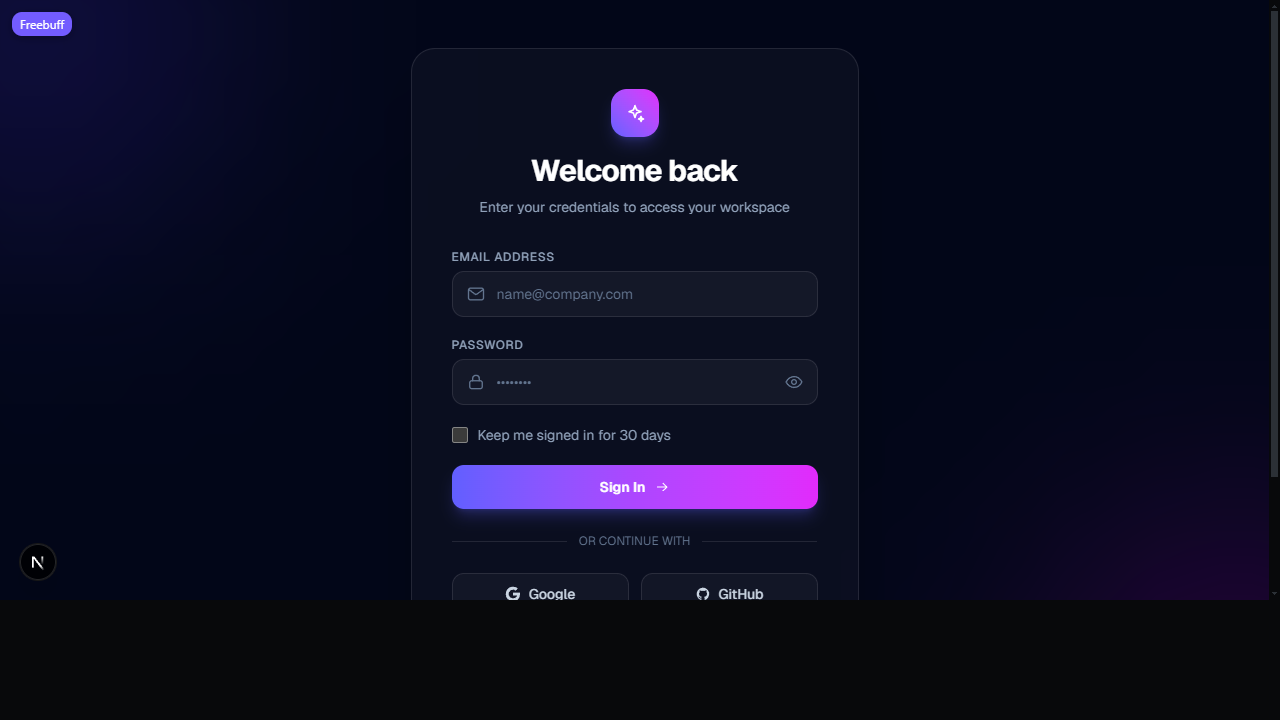 Freebuff
Welcome back
Enter your credentials to access your workspace
EMAIL ADDRESS
name@company.com
PASSWORD
••••••••
Keep me signed in for 30 days
Sign In →
OR CONTINUE WITH
N
Google
GitHub